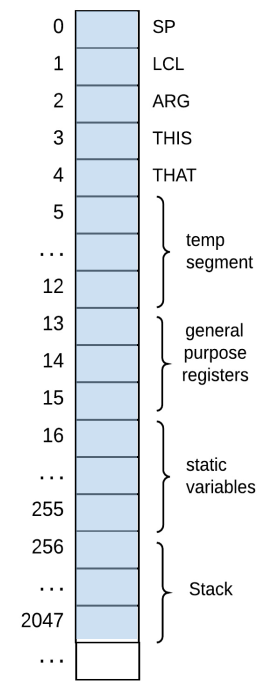 0 SP
1 LCL
2 ARG
3 THIS
4 THAT
5
...
12
temp
segment
13
14
15
general
purpose
registers
16
...
255
static
variables
256
...
2047
Stack
...